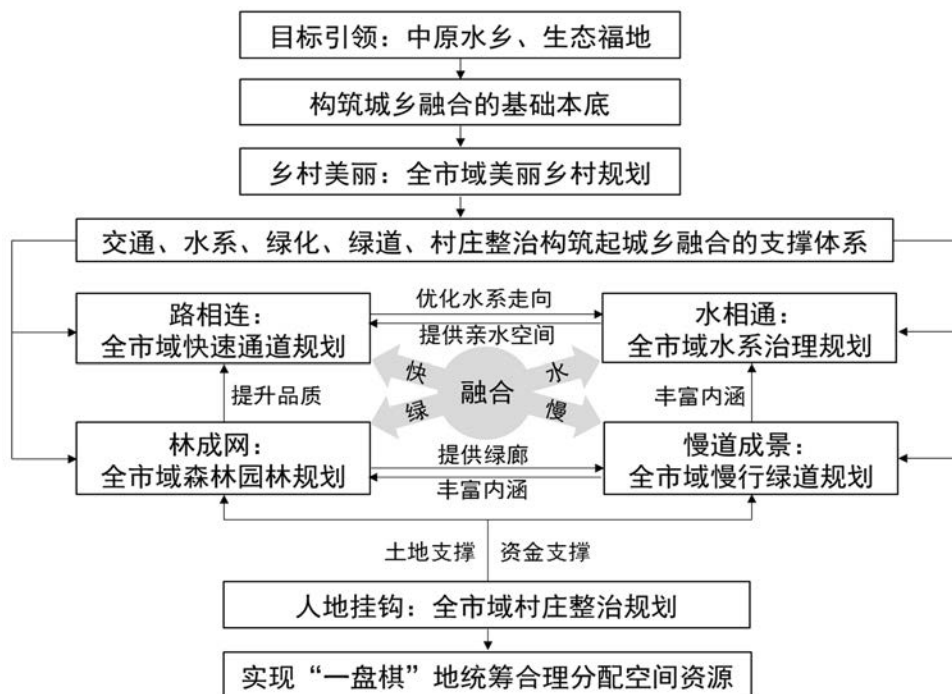 目标引领：中原水乡、生态福地
构筑城乡融合的基础本底
乡村美丽：全市域美丽乡村规划
交通、水系、绿化、绿道、村庄整治构筑起城乡融合的支撑体系
路相连：
全市域快速通道规划
优化水系走向
提供亲水空间
水相通：
全市域水系治理规划
快
水
融合
绿
慢
提升品质
丰富内涵
林成网：
全市域森林园林规划
提供绿廊
丰富内涵
慢道成景：
全市域慢行绿道规划
土地支撑
资金支撑
人地挂钩：全市域村庄整治规划
实现“一盘棋”地统筹合理分配空间资源